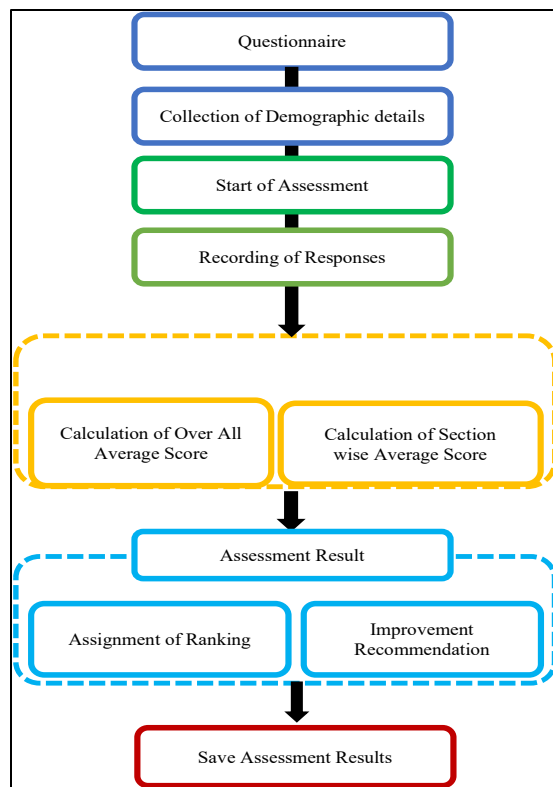 Questionnaire
Collection of Demographic details
Start of Assessment
Recording of Responses
Calculation of Over All
Average Score
Calculation of Section
wise Average Score
Assessment Result
Assignment of Ranking
Improvement
Recommendation
Save Assessment Results